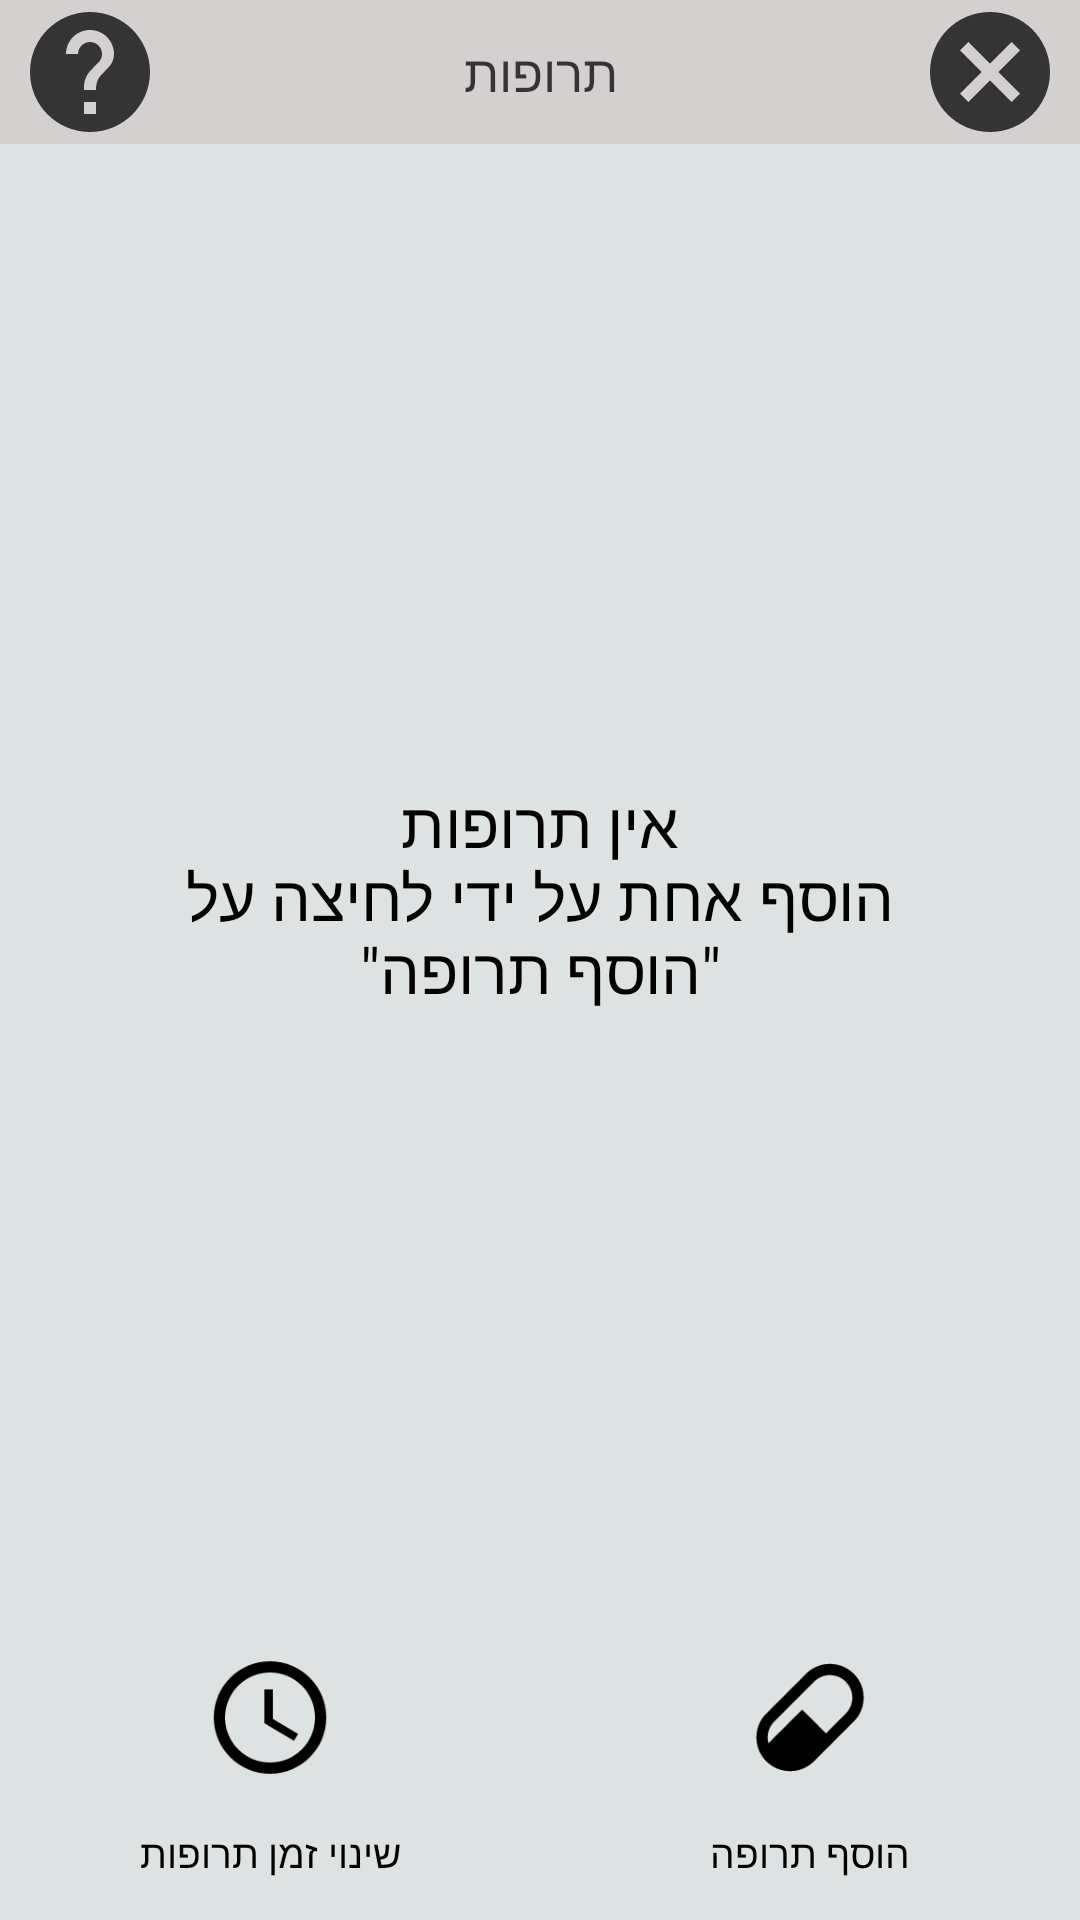 תרופות
אין תרופות
הוסף אחת על ידי לחיצה על
"הוסף תרופה"
הוסף תרופה
שינוי זמן תרופות